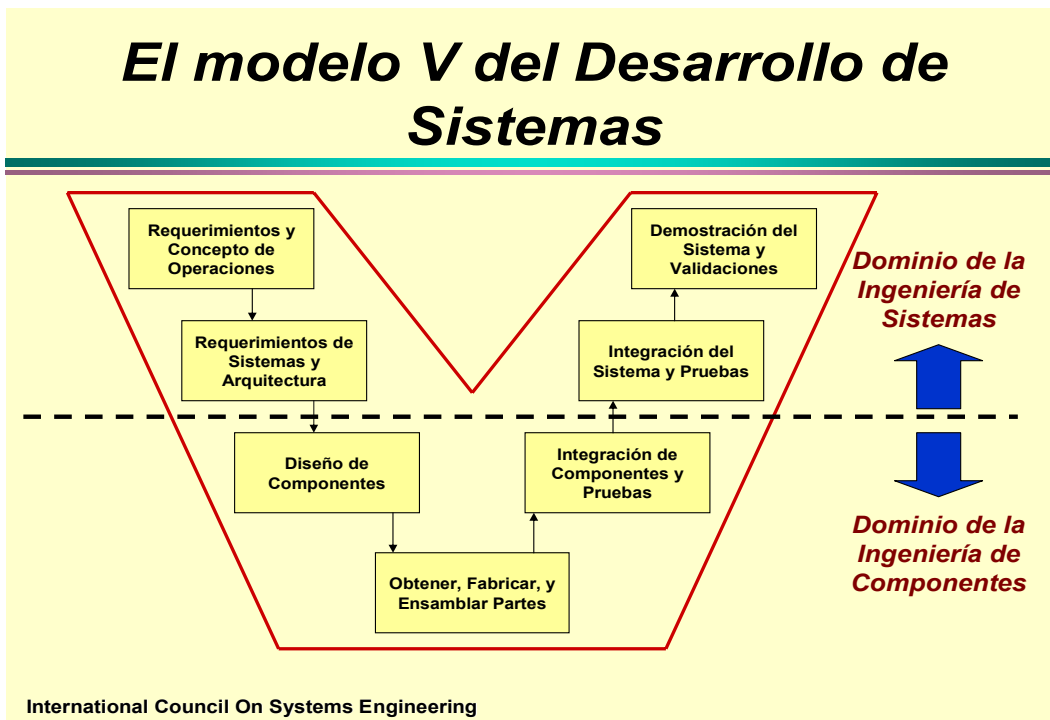 El modelo V del Desarrollo de
Sistemas
Requerimientos y
Concepto de
Operaciones
Requerimientos de
Sistemas y
Arquitectura
Diseño de
Componentes
Obtener, Fabricar, y
Ensamblar Partes
Integración de
Componentes y
Pruebas
Integración del
Sistema y Pruebas
Demostración del
Sistema y
Validaciones
Dominio de la
Ingeniería de
Sistemas
Dominio de la
Ingeniería de
Componentes
International Council On Systems Engineering